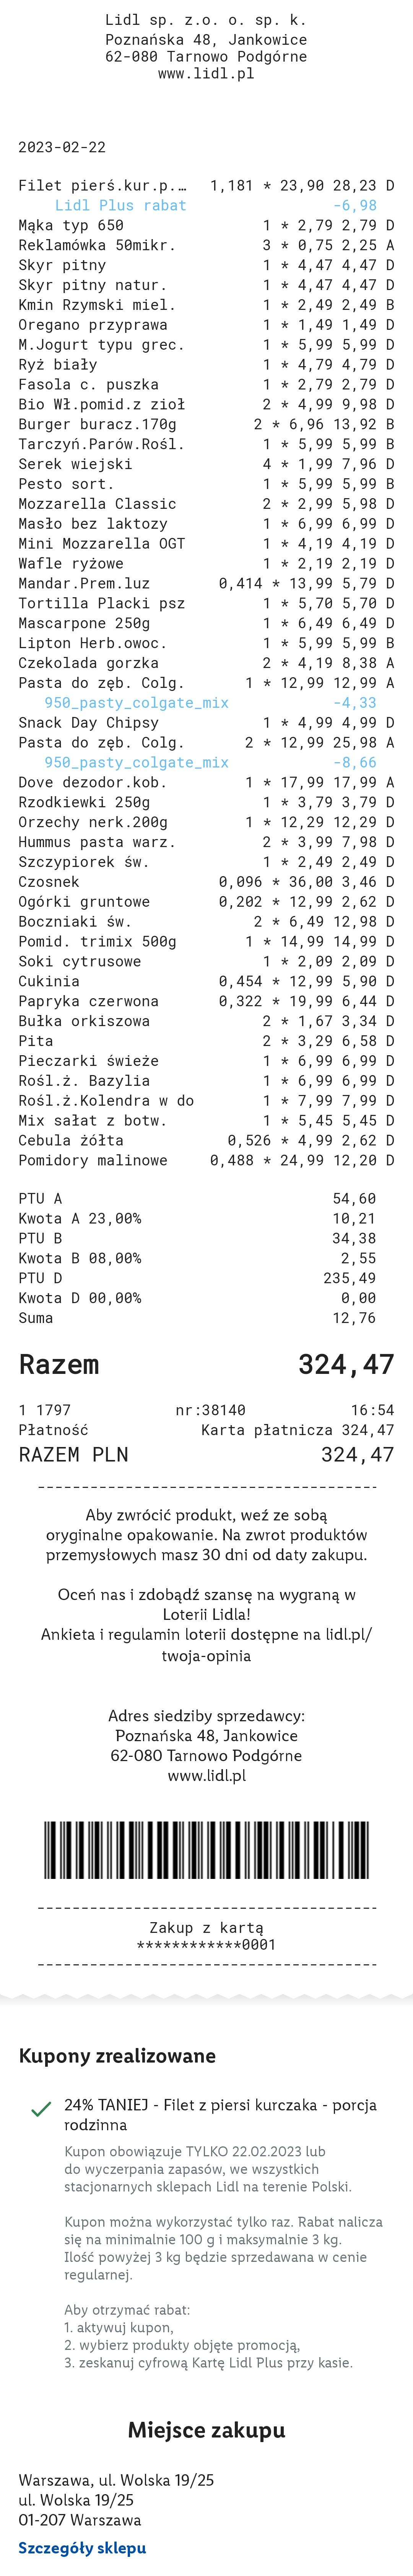 Lidl sp. z.o. o. sp. k.
Poznańska 48, Jankowice
62-080 Tarnowo Podgórne
www.lidl.pl
2023-02-22
Filet pierś.kur.p.… 1,181 * 23,90 28,23 D
Lidl Plus rabat -6,98
Mąka typ 650 1 * 2,79 2,79 D
Reklamówka 50mikr. 3 * 0,75 2,25 A
Skyr pitny 1 * 4,47 4,47 D
Skyr pitny natur. 1 * 4,47 4,47 D
Kmin Rzymski miel. 1 * 2,49 2,49 B
Oregano przyprawa 1 * 1,49 1,49 D
M.Jogurt typu grec. 1 * 5,99 5,99 D
Ryż biały 1 * 4,79 4,79 D
Fasola c. puszka 1 * 2,79 2,79 D
Bio Wł.pomid.z zioł 2 * 4,99 9,98 D
Burger buracz.170g 2 * 6,96 13,92 B
Tarczyń.Parów.Rośl. 1 * 5,99 5,99 B
Serek wiejski 4 * 1,99 7,96 D
Pesto sort. 1 * 5,99 5,99 B
Mozzarella Classic 2 * 2,99 5,98 D
Masło bez laktozy 1 * 6,99 6,99 D
Mini Mozzarella OGT 1 * 4,19 4,19 D
Wafle ryżowe 1 * 2,19 2,19 D
Mandar.Prem.luz 0,414 * 13,99 5,79 D
Tortilla Placki psz 1 * 5,70 5,70 D
Mascarpone 250g 1 * 6,49 6,49 D
Lipton Herb.owoc. 1 * 5,99 5,99 B
Czekolada gorzka 2 * 4,19 8,38 A
Pasta do zęb. Colg. 1 * 12,99 12,99 A
950_pasty_colgate_mix -4,33
Snack Day Chipsy 1 * 4,99 4,99 D
Pasta do zęb. Colg. 2 * 12,99 25,98 A
950_pasty_colgate_mix -8,66
Dove dezodor.kob. 1 * 17,99 17,99 A
Rzodkiewki 250g 1 * 3,79 3,79 D
Orzechy nerk.200g 1 * 12,29 12,29 D
Hummus pasta warz. 2 * 3,99 7,98 D
Szczypiorek św. 1 * 2,49 2,49 D
Czosnek 0,096 * 36,00 3,46 D
Ogórki gruntowe 0,202 * 12,99 2,62 D
Boczniaki św. 2 * 6,49 12,98 D
Pomid. trimix 500g 1 * 14,99 14,99 D
Soki cytrusowe 1 * 2,09 2,09 D
Cukinia 0,454 * 12,99 5,90 D
Papryka czerwona 0,322 * 19,99 6,44 D
Bułka orkiszowa 2 * 1,67 3,34 D
Pita 2 * 3,29 6,58 D
Pieczarki świeże 1 * 6,99 6,99 D
Rośl.ż. Bazylia 1 * 6,99 6,99 D
Rośl.ż.Kolendra w do 1 * 7,99 7,99 D
Mix sałat z botw. 1 * 5,45 5,45 D
Cebula żółta 0,526 * 4,99 2,62 D
Pomidory malinowe 0,488 * 24,99 12,20 D
PTU A 54,60
Kwota A 23,00% 10,21
PTU B 34,38
Kwota B 08,00% 2,55
PTU D 235,49
Kwota D 00,00% 0,00
Suma 12,76
Razem 324,47
1 1797 nr:38140 16:54
Płatność Karta płatnicza 324,47
RAZEM PLN 324,47
Aby zwrócić produkt, weź ze sobą
oryginalne opakowanie. Na zwrot produktów
przemysłowych masz 30 dni od daty zakupu.
Oceń nas i zdobądź szansę na wygraną w
Loterii Lidla!
Ankieta i regulamin loterii dostępne na lidl.pl/
twoja-opinia
Adres siedziby sprzedawcy:
Poznańska 48, Jankowice
62-080 Tarnowo Podgórne
www.lidl.pl
Zakup z kartą
************0001
Kupony zrealizowane
24% TANIEJ - Filet z piersi kurczaka - porcja
rodzinna
Kupon obowiązuje TYLKO 22.02.2023 lub
do wyczerpania zapasów, we wszystkich
stacjonarnych sklepach Lidl na terenie Polski.
Kupon można wykorzystać tylko raz. Rabat nalicza
się na minimalnie 100 g i maksymalnie 3 kg.
Ilość powyżej 3 kg będzie sprzedawana w cenie
regularnej.
Aby otrzymać rabat:
1. aktywuj kupon,
2. wybierz produkty objęte promocją,
3. zeskanuj cyfrową Kartę Lidl Plus przy kasie.
Miejsce zakupu
Warszawa, ul. Wolska 19/25
ul. Wolska 19/25
01-207 Warszawa
Szczegóły sklepu